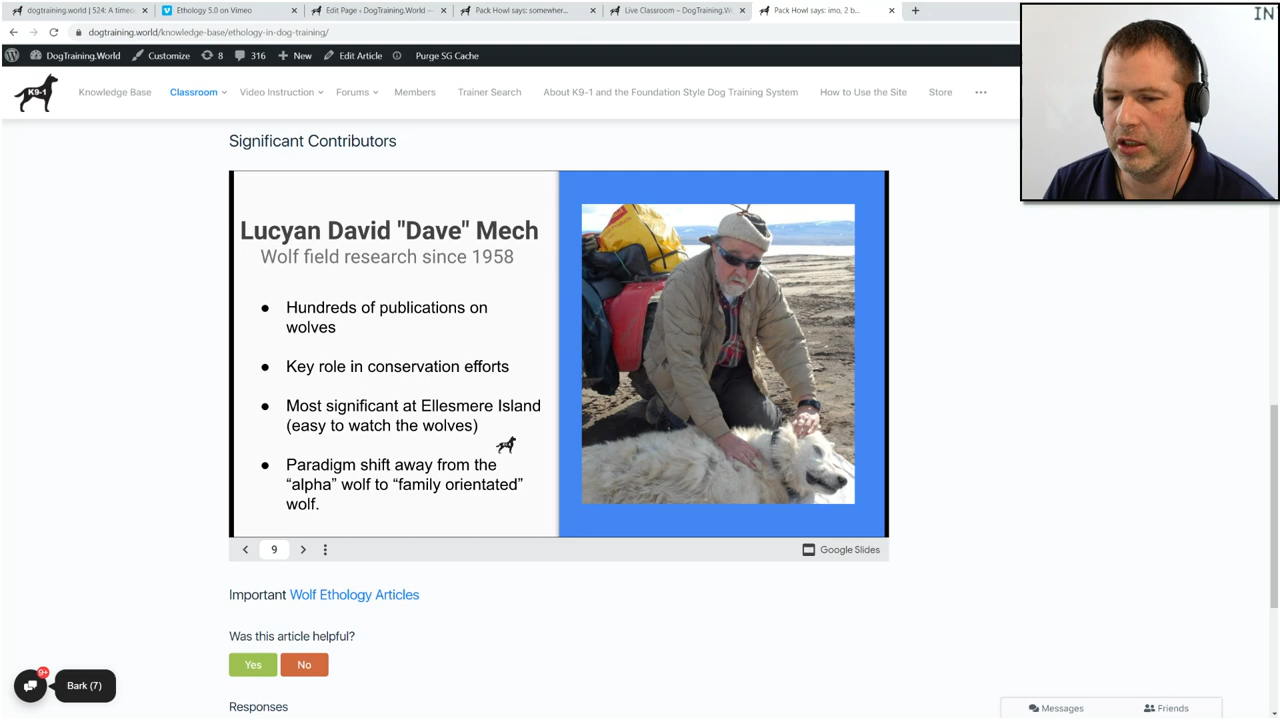 dogtraining.world | 524: A timeo
Ethology 5.0 on Vimeo
Edit Page ‹ DogTraining.World —
Pack Howl says: somewher...
Live Classroom – DogTraining.W
Pack Howl says: imo, 2 b...
IN
dogtraining.world/knowledge-base/ethology-in-dog-training/
DogTraining.World
Customize
8
316
New
Edit Article
Purge SG Cache
K9-1
Knowledge Base
Classroom
Video Instruction
Forums
Members
Trainer Search
About K9-1 and the Foundation Style Dog Training System
How to Use the Site
Store
Significant Contributors
Lucyan David "Dave" Mech
Wolf field research since 1958
● Hundreds of publications on
wolves
● Key role in conservation efforts
● Most significant at Ellesmere Island
(easy to watch the wolves)
● Paradigm shift away from the
“alpha” wolf to “family orientated”
wolf.
9
Google Slides
Important Wolf Ethology Articles
Was this article helpful?
Yes
No
9+
Bark (7)
Responses
Messages
Friends